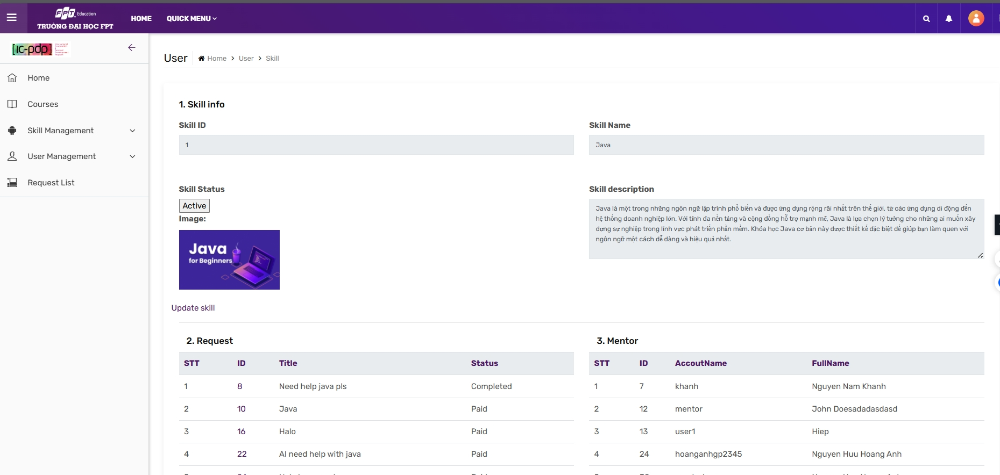 FPT Education
TRƯỜNG ĐẠI HỌC FPT
HOME
QUICK MENU
[ic-pdp]
Home
Courses
Skill Management
User Management
Request List
User
Home > User > Skill
1. Skill info
Skill ID
Skill Name
1
Java
Skill Status
Skill description
Active
Image:
Java
for Beginners
Java là một trong những ngôn ngữ lập trình phổ biến và được ứng dụng rộng rãi nhất trên thế giới, từ các ứng dụng di động đến
hệ thống doanh nghiệp lớn. Với tính đa nền tảng và cộng đồng hỗ trợ mạnh mẽ, Java là lựa chọn lý tưởng cho những ai muốn xây
dựng sự nghiệp trong lĩnh vực phát triển phần mềm. Khóa học Java cơ bản này được thiết kế đặc biệt để giúp bạn làm quen với
ngôn ngữ một cách dễ dàng và hiệu quả nhất.
Update skill
2. Request
STT ID Title Status
1 8 Need help java pls Completed
2 10 Java Paid
3 16 Halo Paid
4 22 AI need help with java Paid
3. Mentor
STT ID AccoutName FullName
1 7 khanh Nguyen Nam Khanh
2 12 mentor John Doesadadasdasd
3 13 user1 Hiep
4 24 hoanganhgp2345 Nguyen Huu Hoang Anh